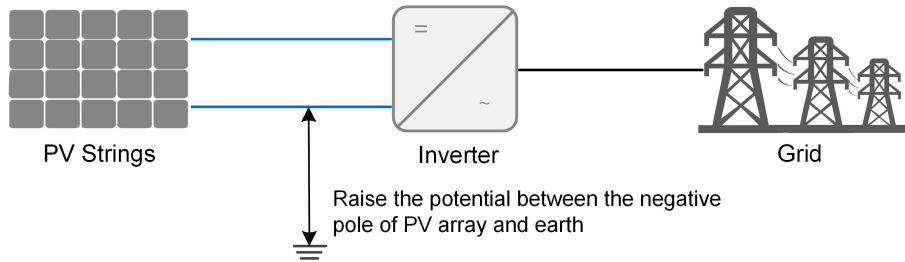 PV Strings
Inverter
Grid
Raise the potential between the negative
pole of PV array and earth